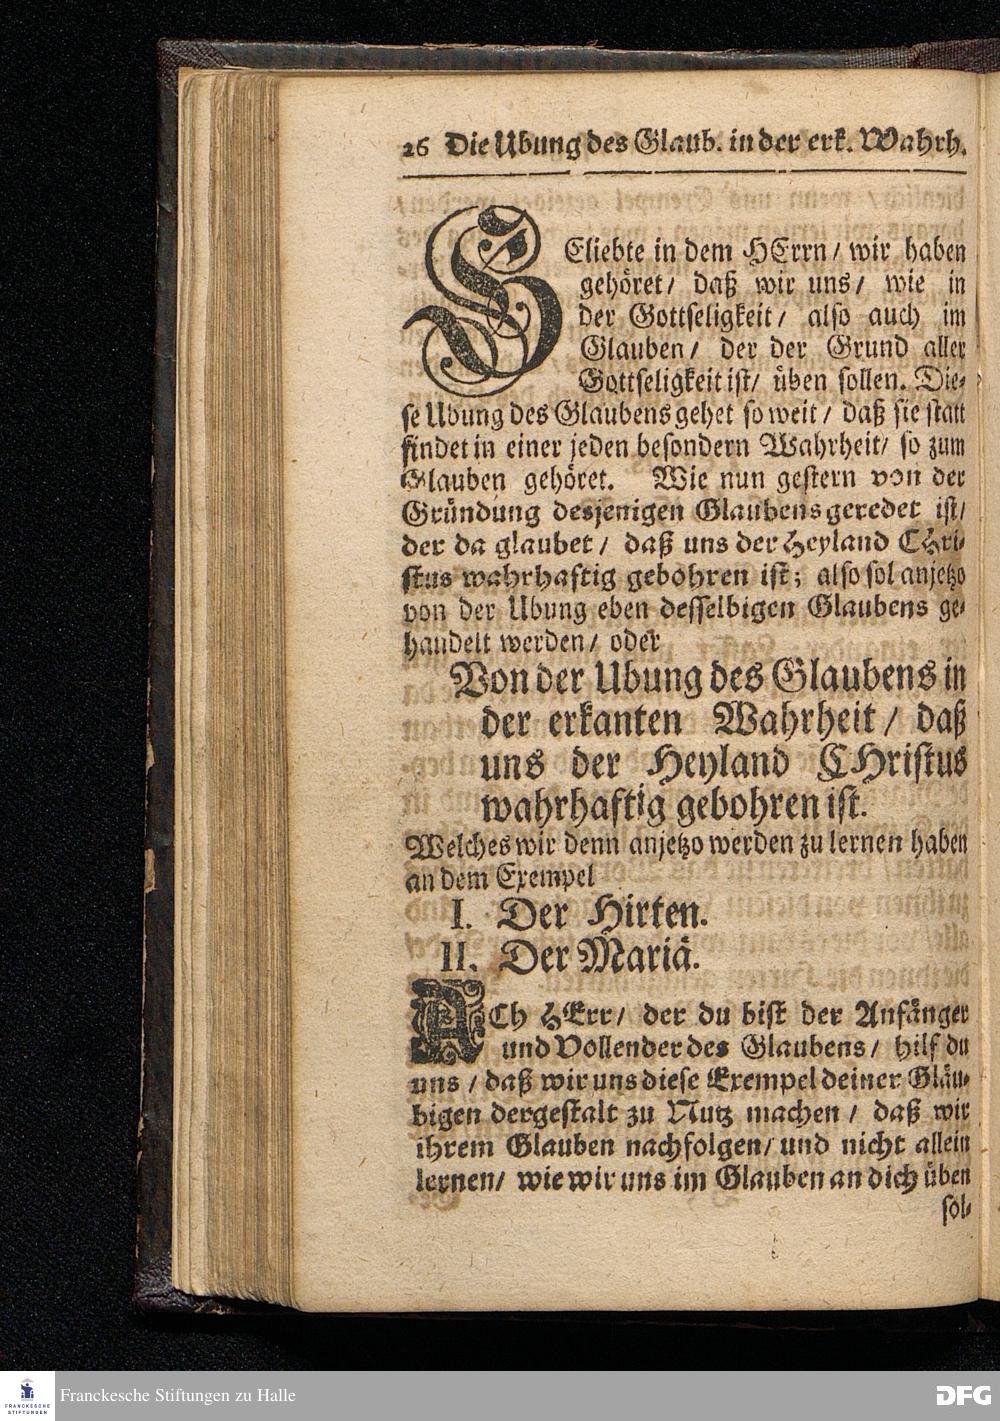 26 Die Ubung des Glaub. in der erk. Wahrh.
GEliebte in dem HErrn / wir haben
gehöret / daß wir uns / wie in
der Gottseligkeit / also auch im
Glauben / der der Grund aller
Gottseligkeit ist / üben sollen. Die-
se Ubung des Glaubens gehet so weit / daß sie statt
findet in einer jeden besondern Wahrheit / so zum
Glauben gehöret. Wie nun gestern von der
Gründung desjenigen Glaubens geredet ist /
der da glaubet / daß uns der Heyland CHri-
stus wahrhaftig gebohren ist; also sol anjetzo
von der Ubung eben desselbigen Glaubens ge-
handelt werden / oder
Von der Ubung des Glaubens in
der erkanten Wahrheit / daß
uns der Heyland CHristus
wahrhaftig gebohren ist.
Welches wir denn anjetzo werden zu lernen haben
an dem Exempel
I. Der Hirten.
II. Der Mariä.
ACh HErr / der du bist der Anfänger
und Vollender des Glaubens / hilf du
uns / daß wir uns diese Exempel deiner Gläu-
bigen dergestalt zu Nutz machen / daß wir
ihrem Glauben nachfolgen / und nicht allein
lernen / wie wir uns im Glauben an dich üben
sol-
FRANCKESCHE
STIFTUNGEN
Franckesche Stiftungen zu Halle
DFG